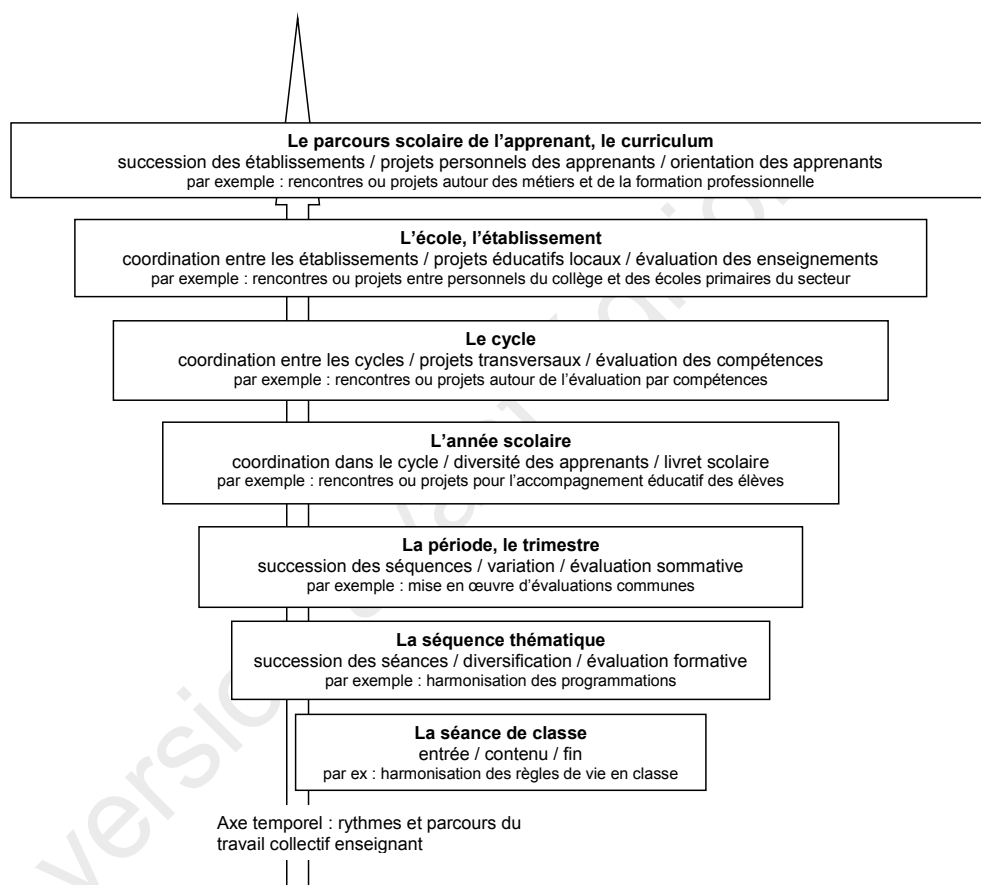 Le parcours scolaire de l'apprenant, le curriculum
succession des établissements / projets personnels des apprenants / orientation des apprenants
par exemple : rencontres ou projets autour des métiers et de la formation professionnelle
L'école, l'établissement
coordination entre les établissements / projets éducatifs locaux / évaluation des enseignements
par exemple : rencontres ou projets entre personnels du collège et des écoles primaires du secteur
Le cycle
coordination entre les cycles / projets transversaux / évaluation des compétences
par exemple : rencontres ou projets autour de l'évaluation par compétences
L'année scolaire
coordination dans le cycle / diversité des apprenants / livret scolaire
par exemple : rencontres ou projets pour l'accompagnement éducatif des élèves
La période, le trimestre
succession des séquences / variation / évaluation sommative
par exemple : mise en œuvre d'évaluations communes
La séquence thématique
succession des séances / diversification / évaluation formative
par exemple : harmonisation des programmations
La séance de classe
entrée / contenu / fin
par ex : harmonisation des règles de vie en classe
Axe temporel : rythmes et parcours du
travail collectif enseignant